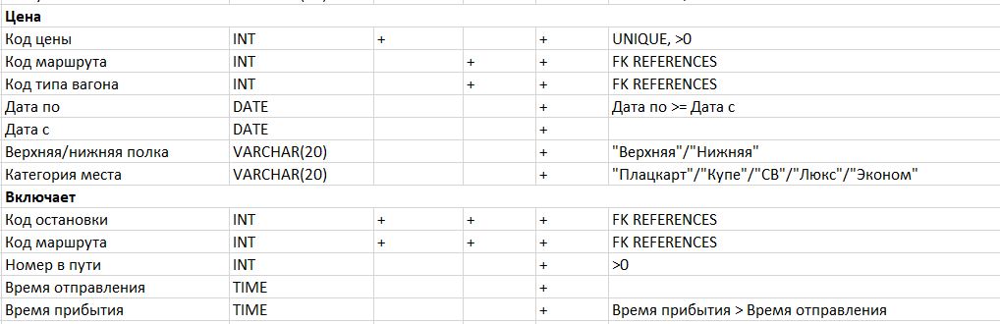 Цена
Код цены INT + + UNIQUE, >0
Код маршрута INT + + FK REFERENCES
Код типа вагона INT + + FK REFERENCES
Дата по DATE + Дата по >= Дата с
Дата с DATE +
Верхняя/нижняя полка VARCHAR(20) + "Верхняя"/"Нижняя"
Категория места VARCHAR(20) + "Плацкарт"/"Купе"/"СВ"/"Люкс"/"Эконом"
Включает
Код остановки INT + + + FK REFERENCES
Код маршрута INT + + + FK REFERENCES
Номер в пути INT + >0
Время отправления TIME +
Время прибытия TIME + Время прибытия > Время отправления